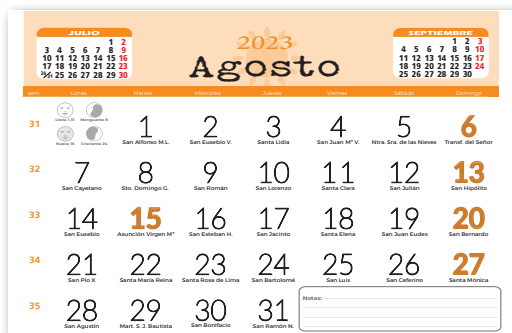 JULIO
1 2
3 4 5 6 7 8 9
10 11 12 13 14 15 16
17 18 19 20 21 22 23
24/31 25 26 27 28 29 30
2023
Agosto
SEPTIEMBRE
1 2 3
4 5 6 7 8 9 10
11 12 13 14 15 16 17
18 19 20 21 22 23 24
25 26 27 28 29 30
sem. Lunes Martes Miércoles Jueves Viernes Sábado Domingo
Llena 1-31 Menguante 8
Nueva 16 Creciente 24
31 1 2 3 4 5 6
San Alfonso M.L. San Eusebio V. Santa Lidia San Juan Mª V. Ntra. Sra. de las Nieves Transf. del Señor
32 7 8 9 10 11 12 13
San Cayetano Sto. Domingo G. San Román San Lorenzo Santa Clara San Julián San Hipólito
33 14 15 16 17 18 19 20
San Eusebio Asunción Virgen Mª San Esteban H. San Jacinto Santa Elena San Juan Eudes San Bernardo
34 21 22 23 24 25 26 27
San Pío X Santa María Reina Santa Rosa de Lima San Bartolomé San Luis San Ceferino Santa Mónica
35 28 29 30 31
San Agustín Mart. S. J. Bautista San Bonifacio San Ramón N.
Notas: